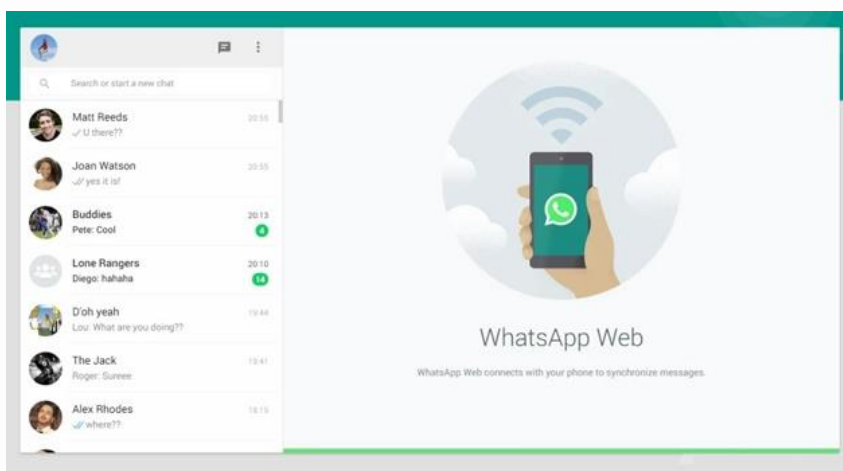 Search or start a new chat
Matt Reeds
20:55
U there??
Joan Watson
20:55
yes it is!
Buddies
20:13
Pete: Cool
4
Lone Rangers
20:10
Diego: hahaha
14
D'oh yeah
19:44
Lou: What are you doing??
The Jack
19:41
Roger: Sureee
Alex Rhodes
18:15
where??
WhatsApp Web
WhatsApp Web connects with your phone to synchronize messages.